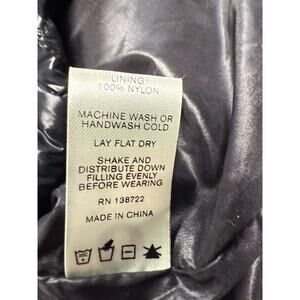 LINING
100% NYLON
MACHINE WASH OR
HANDWASH COLD
LAY FLAT DRY
SHAKE AND
DISTRIBUTE DOWN
FILLING EVENLY
BEFORE WEARING
RN 138722
MADE IN CHINA